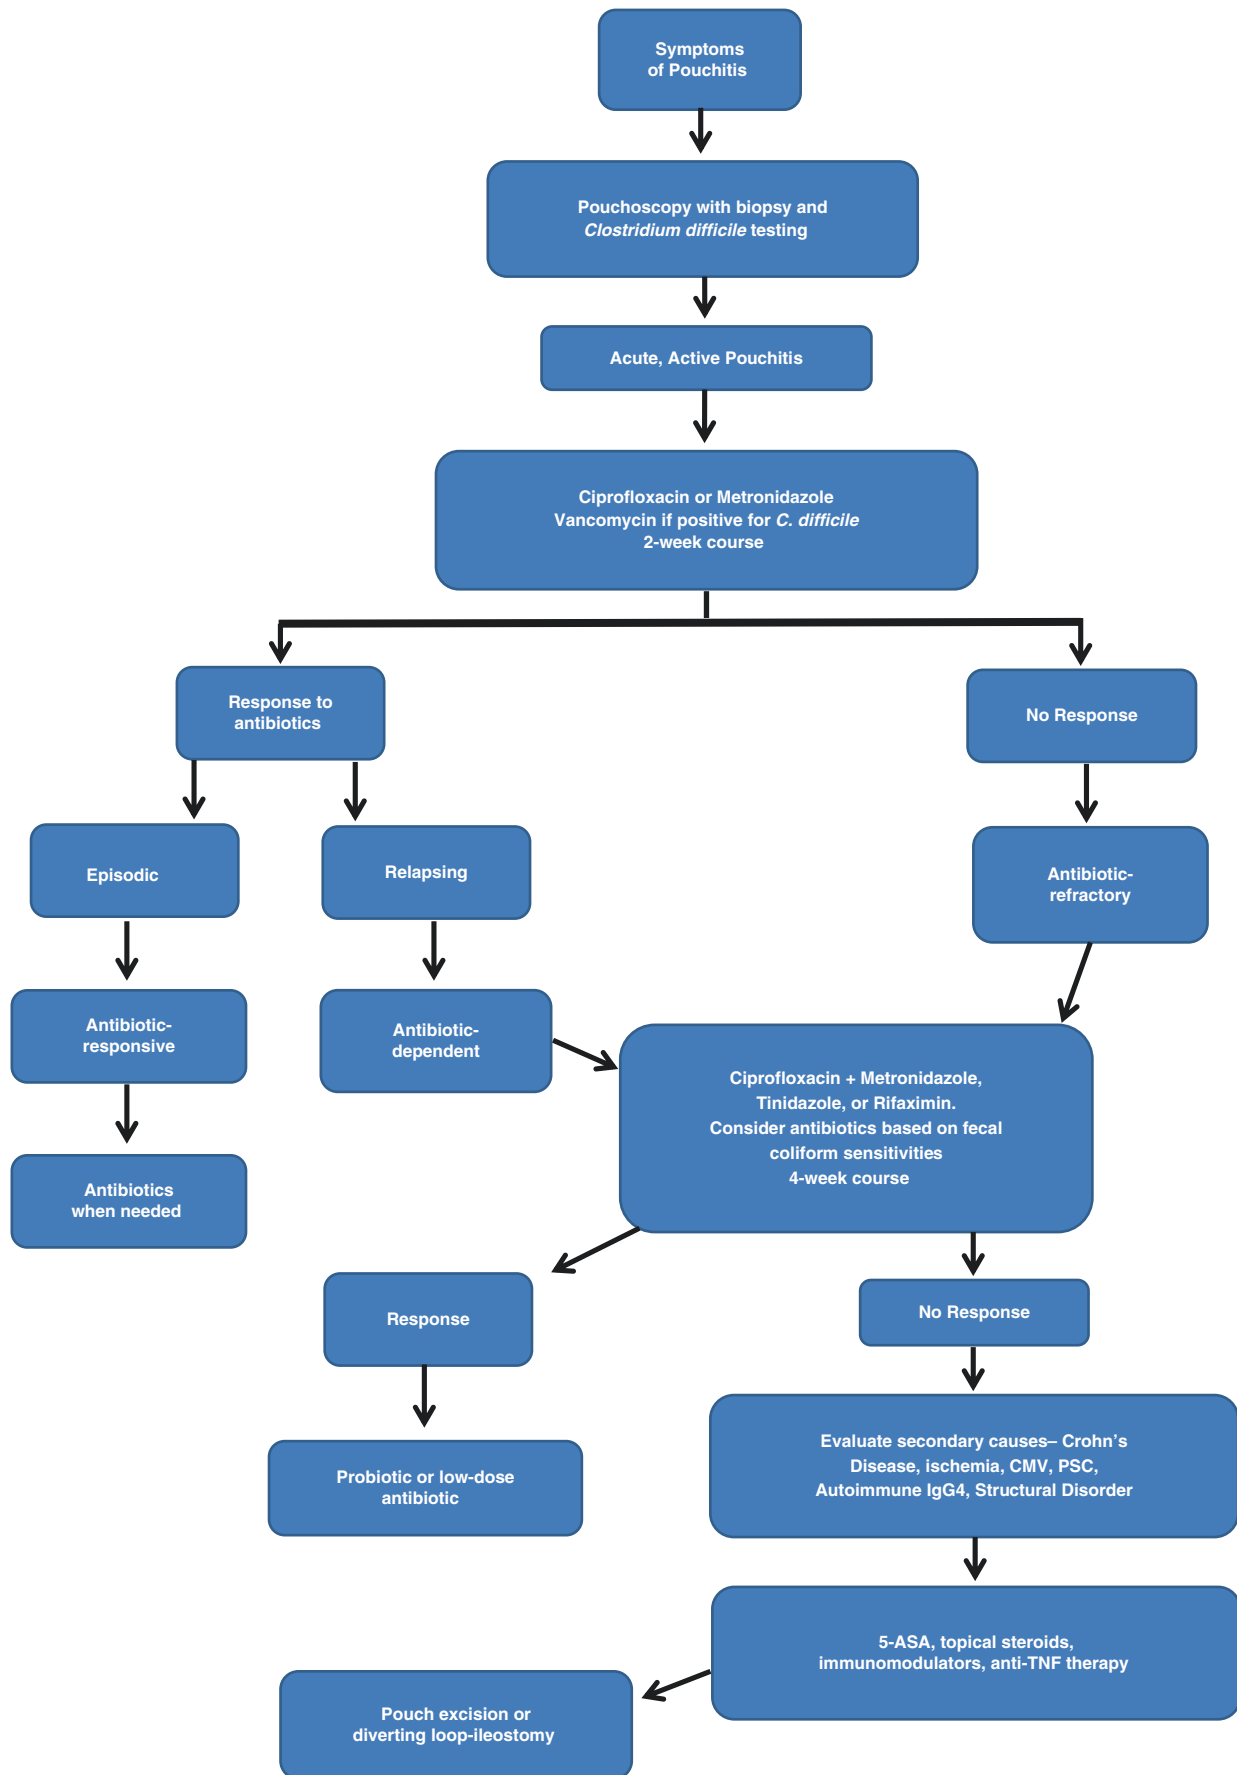 Symptoms
of Pouchitis
Pouchoscopy with biopsy and
Clostridium difficile testing
Acute, Active Pouchitis
Ciprofloxacin or Metronidazole
Vancomycin if positive for C. difficile
2-week course
Response to
antibiotics
No Response
Episodic
Relapsing
Antibiotic-
refractory
Antibiotic-
responsive
Antibiotic-
dependent
Ciprofloxacin + Metronidazole,
Tinidazole, or Rifaximin.
Consider antibiotics based on fecal
coliform sensitivities
4-week course
Antibiotics
when needed
Response
No Response
Probiotic or low-dose
antibiotic
Evaluate secondary causes– Crohn’s
Disease, ischemia, CMV, PSC,
Autoimmune IgG4, Structural Disorder
5-ASA, topical steroids,
immunomodulators, anti-TNF therapy
Pouch excision or
diverting loop-ileostomy